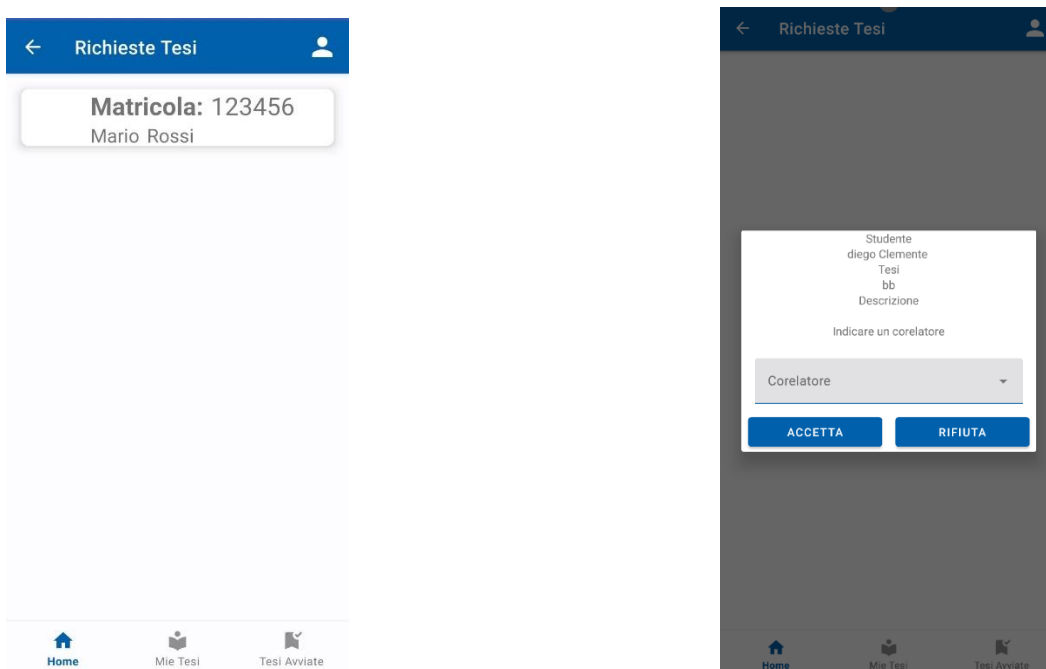 Richieste Tesi
Matricola: 123456
Mario Rossi
Home
Mie Tesi
Tesi Avviate
Richieste Tesi
Studente
diego Clemente
Tesi
bb
Descrizione
Indicare un corelatore
Corelatore
ACCETTA
RIFIUTA
Home
Mie Tesi
Tesi Avviate